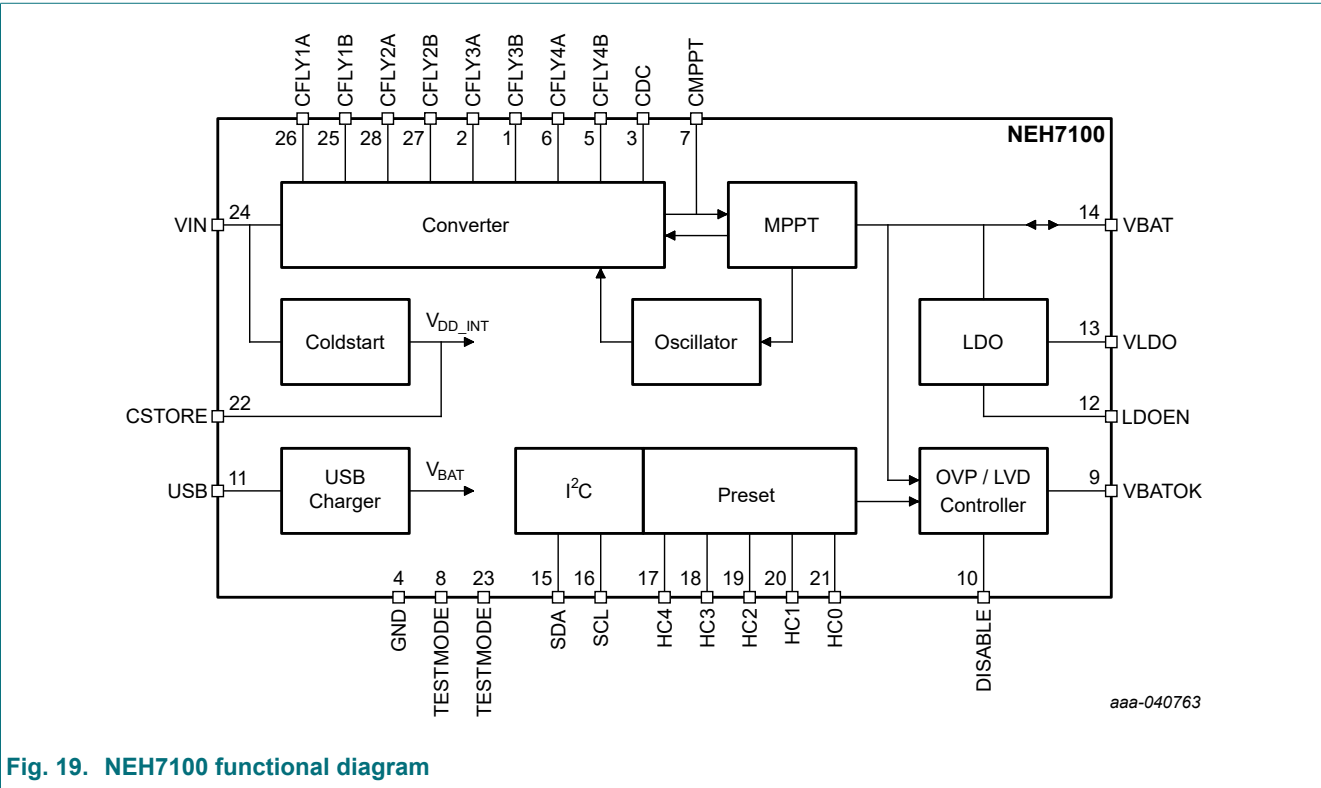 CFLY1A
CFLY1B
CFLY2A
CFLY2B
CFLY3A
CFLY3B
CFLY4A
CFLY4B
CDC
CMPPT
26 25 28 27 2 1 6 5 3 7
NEH7100
VIN 24
Converter
MPPT
14 VBAT
Coldstart
VDD_INT
Oscillator
LDO
13 VLDO
CSTORE 22
12 LDOEN
USB 11
USB
Charger
VBAT
I2C
Preset
OVP / LVD
Controller
9 VBATOK
4 8 23 15 16 17 18 19 20 21 10
GND
TESTMODE
TESTMODE
SDA
SCL
HC4
HC3
HC2
HC1
HC0
DISABLE
aaa-040763
Fig. 19. NEH7100 functional diagram